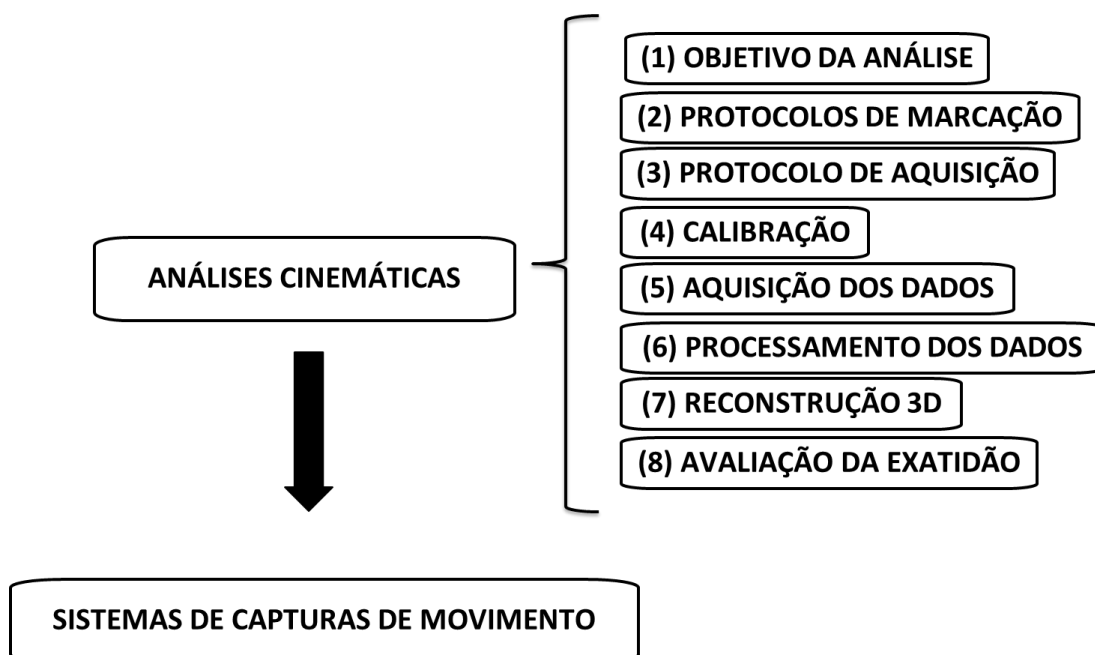 (1) OBJETIVO DA ANÁLISE
(2) PROTOCOLOS DE MARCAÇÃO
(3) PROTOCOLO DE AQUISIÇÃO
(4) CALIBRAÇÃO
ANÁLISES CINEMÁTICAS
(5) AQUISIÇÃO DOS DADOS
(6) PROCESSAMENTO DOS DADOS
(7) RECONSTRUÇÃO 3D
(8) AVALIAÇÃO DA EXATIDÃO
SISTEMAS DE CAPTURAS DE MOVIMENTO